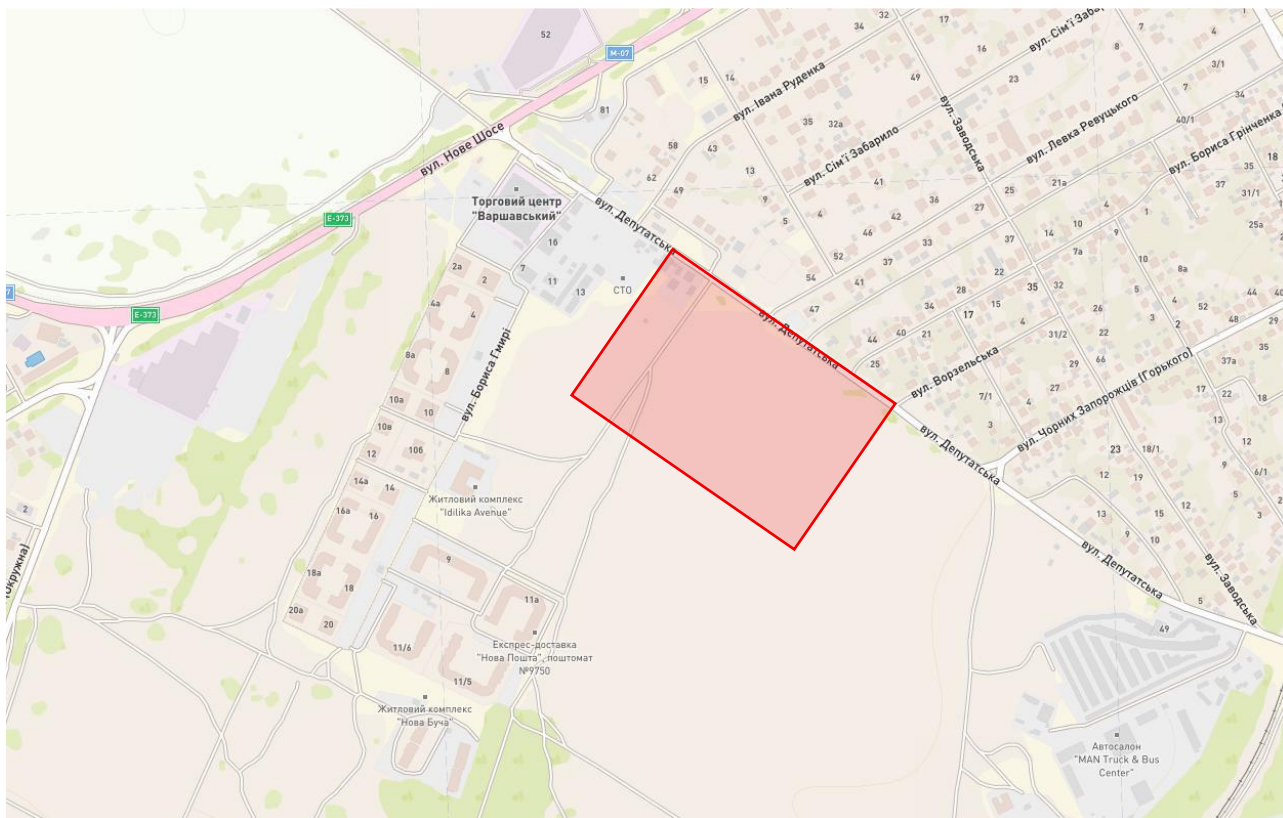 52
M-07
32
17
34
16
вул. Сім'ї Забарило
7
8
4
3/1
1
15
14
вул. Івана Руденка
49
23
7
34
81
35
32а
вул. Заводська
вул. Левка Ревуцького
40/1
вул. Бориса Грінченка
вул. Нове Шосе
58
43
вул. Сім'ї Забарило
35
18
62
49
13
41
25
21а
37
31/1
Торговий центр
"Варшавський"
9
36
27
4
1
25а
E-373
вул. Депутатська
5
4
42
10
9
46
37
14
16
52
33
7а
10
2а
2
7
СТО
37
22
8а
7
11
54
41
28
35
32
26
52
44
40
E-373
4а
4
13
47
34
15
3
4
48
29
вул. Депутатська
17
4
22
2
вул. Бориса Гмирі
44
40
21
31/2
3
35
8а
8
25
вул. Ворзельська
29
66
37а
10а
10
4
17
22
18
7/1
27
10в
3
вул. Чорних Запорожців (Горького)
13
12
10б
вул. Депутатська
23
18/1
12
14а
14
Житловий комплекс
"Idilika Avenue"
12
19
9
6/1
2
16а
16
13
12
5
15
9
3
9
10
18а
18
11а
вул. Депутатська
вул. Заводська
Окружна)
20а
20
5
49
11/6
Експрес-доставка
"Нова Пошта", поштомат
№9750
11/5
Житловий комплекс
"Нова Буча"
Автосалон
"MAN Truck & Bus
Center"